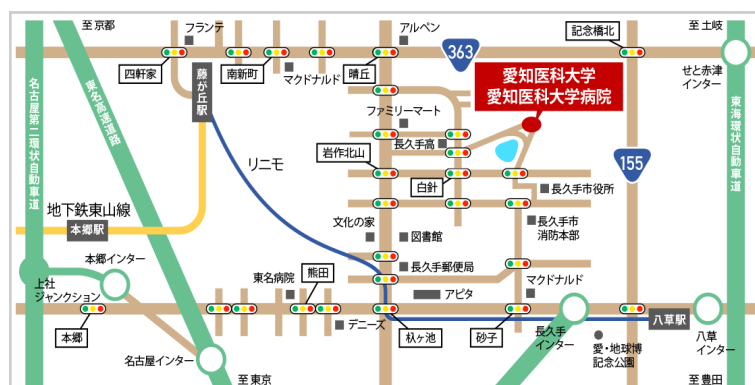 至 京都
フランテ
アルペン
記念橋北
至 土岐
363
四軒家
南新町
マクドナルド
晴丘
せと赤津
インター
愛知医科大学
愛知医科大学病院
藤が丘駅
名古屋第二環状自動車道
東名高速道路
東海環状自動車道
ファミリーマート
長久手高
岩作北山
リニモ
白針
155
長久手市役所
地下鉄東山線
本郷駅
文化の家
図書館
長久手市
消防本部
本郷インター
上社
ジャンクション
東名病院
熊田
長久手郵便局
マクドナルド
アピタ
本郷
デニーズ
杁ヶ池
砂子
長久手
インター
八草駅
愛・地球博
記念公園
八草
インター
名古屋インター
至 東京
至 豊田